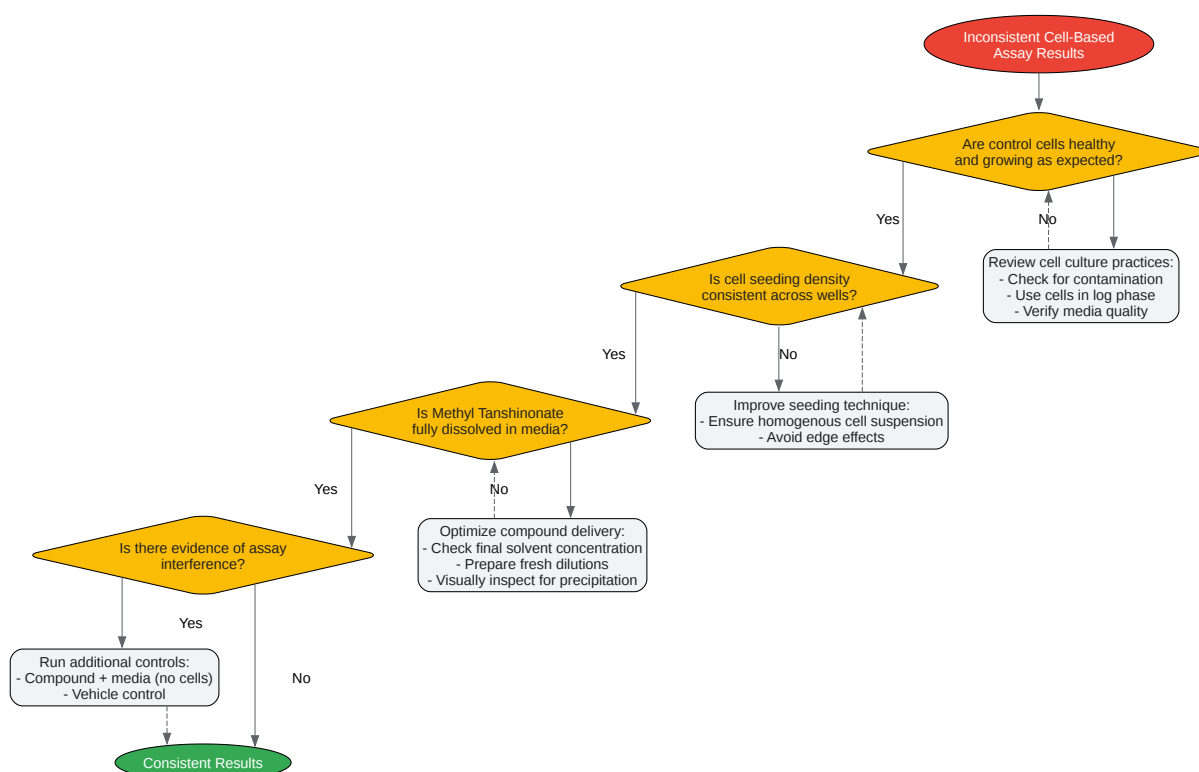 Inconsistent Cell-Based
Assay Results
Are control cells healthy
and growing as expected?
Yes
No
Review cell culture practices:
- Check for contamination
- Use cells in log phase
- Verify media quality
Is cell seeding density
consistent across wells?
Yes
No
Improve seeding technique:
- Ensure homogenous cell suspension
- Avoid edge effects
Is Methyl Tanshinonate
fully dissolved in media?
Yes
No
Optimize compound delivery:
- Check final solvent concentration
- Prepare fresh dilutions
- Visually inspect for precipitation
Is there evidence of assay
interference?
Yes
No
Run additional controls:
- Compound + media (no cells)
- Vehicle control
Consistent Results